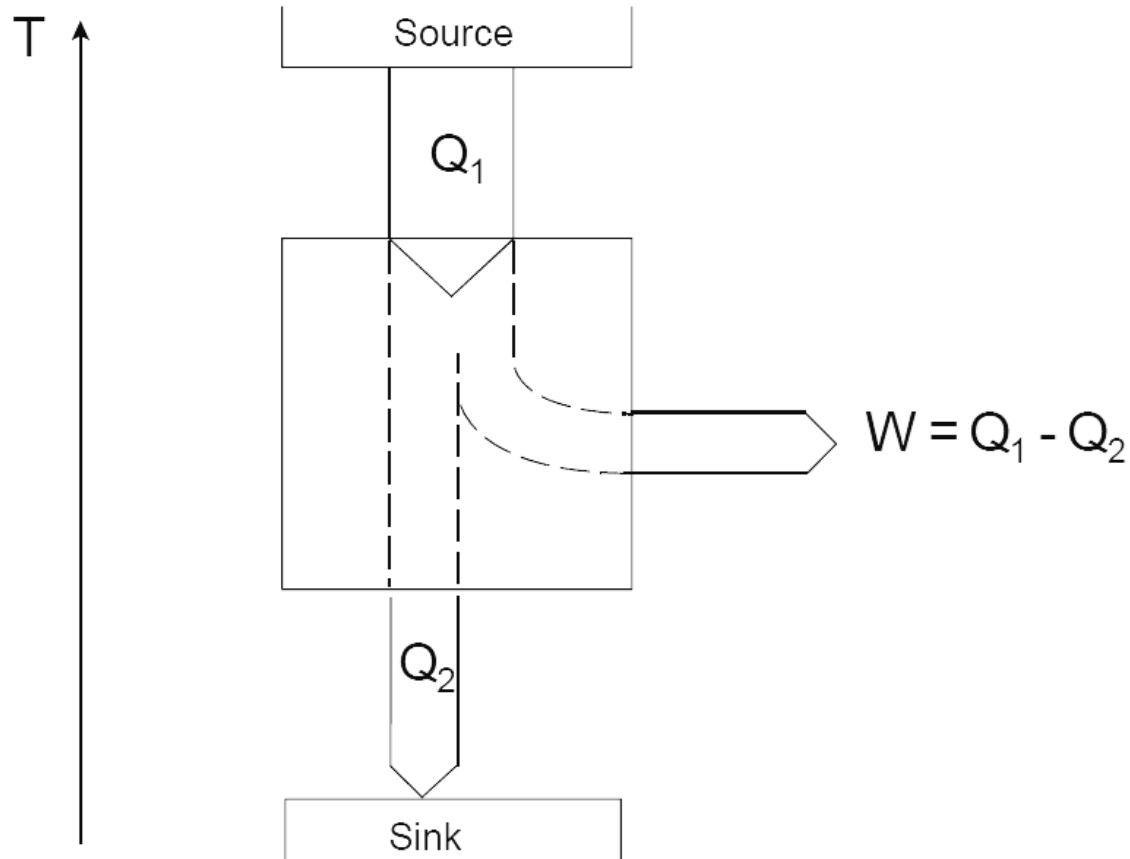 T
Source
Q₁
W = Q₁ - Q₂
Q₂
Sink